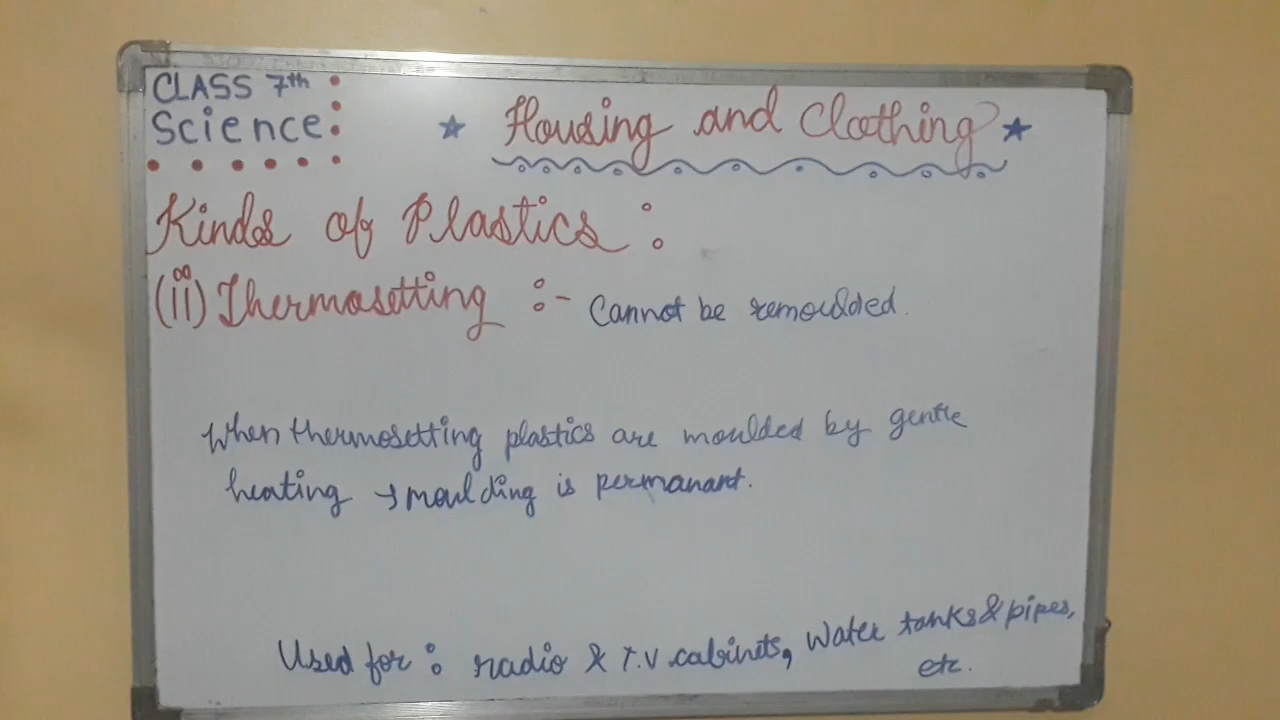 CLASS 7th
Science
Housing and Clothing
Kinds of Plastics :
(ii) Thermosetting :- Cannot be remoulded.
When thermosetting plastics are moulded by gentle
heating → moulding is permanant.
Used for : radio & T.V cabinets, Water tanks & pipes,
etc.